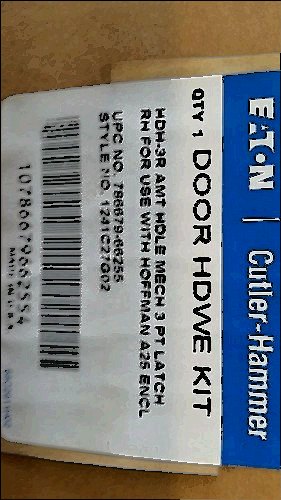 EATON | Cutler-Hammer
QTY 1 DOOR HDWE KIT
HDH-3R AMT HDLE MECH 3 PT LATCH
RH FOR USE WITH HOFFMAN A25 ENCL
UPC NO. 786679-66255
STYLE NO. 1241C27G02